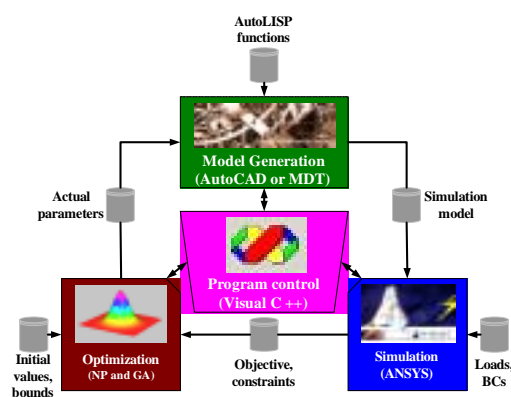 AutoLISP
functions
Model Generation
(AutoCAD or MDT)
Actual
parameters
Simulation
model
Program control
(Visual C ++)
Initial
values,
bounds
Optimization
(NP and GA)
Objective,
constraints
Simulation
(ANSYS)
Loads,
BCs